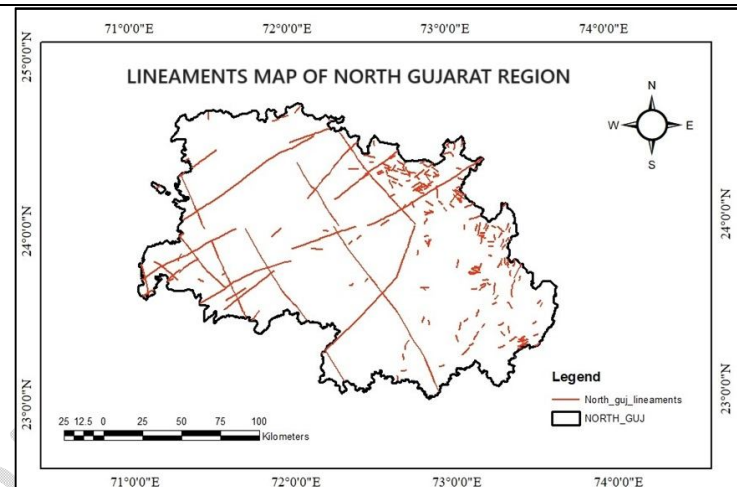 71°0'0"E 72°0'0"E 73°0'0"E 74°0'0"E
25°0'0"N
LINEAMENTS MAP OF NORTH GUJARAT REGION
N
W E
S
24°0'0"N 24°0'0"N
23°0'0"N 23°0'0"N
Legend
North_guj_lineaments
NORTH_GUJ
25 12.5 0 25 50 75 100
Kilometers
71°0'0"E 72°0'0"E 73°0'0"E 74°0'0"E